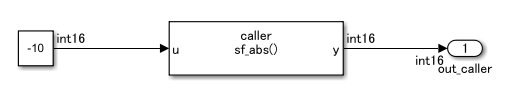 -10
int16
u
caller
sf_abs()
y
int16
1
int16
out_caller